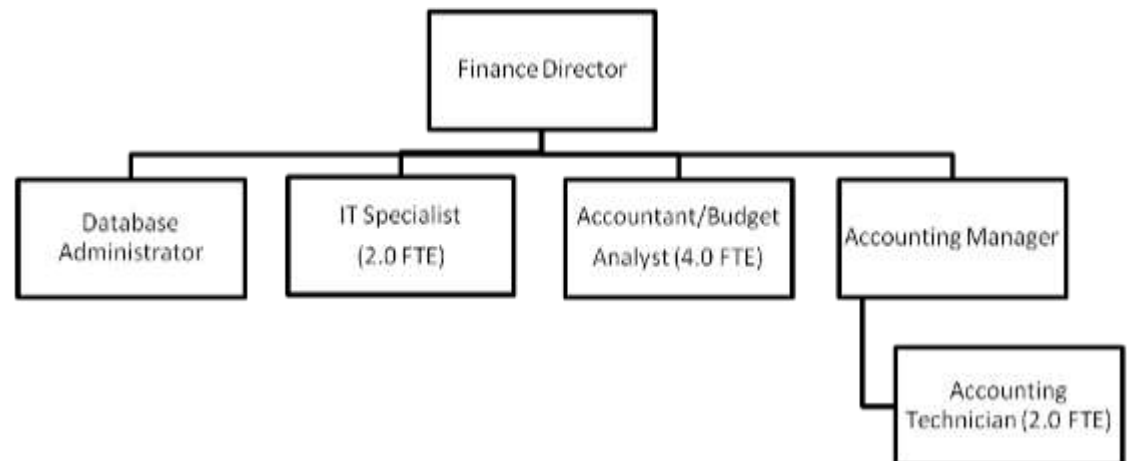 Finance Director
Database
Administrator
IT Specialist
(2.0 FTE)
Accountant/Budget
Analyst (4.0 FTE)
Accounting Manager
Accounting
Technician (2.0 FTE)